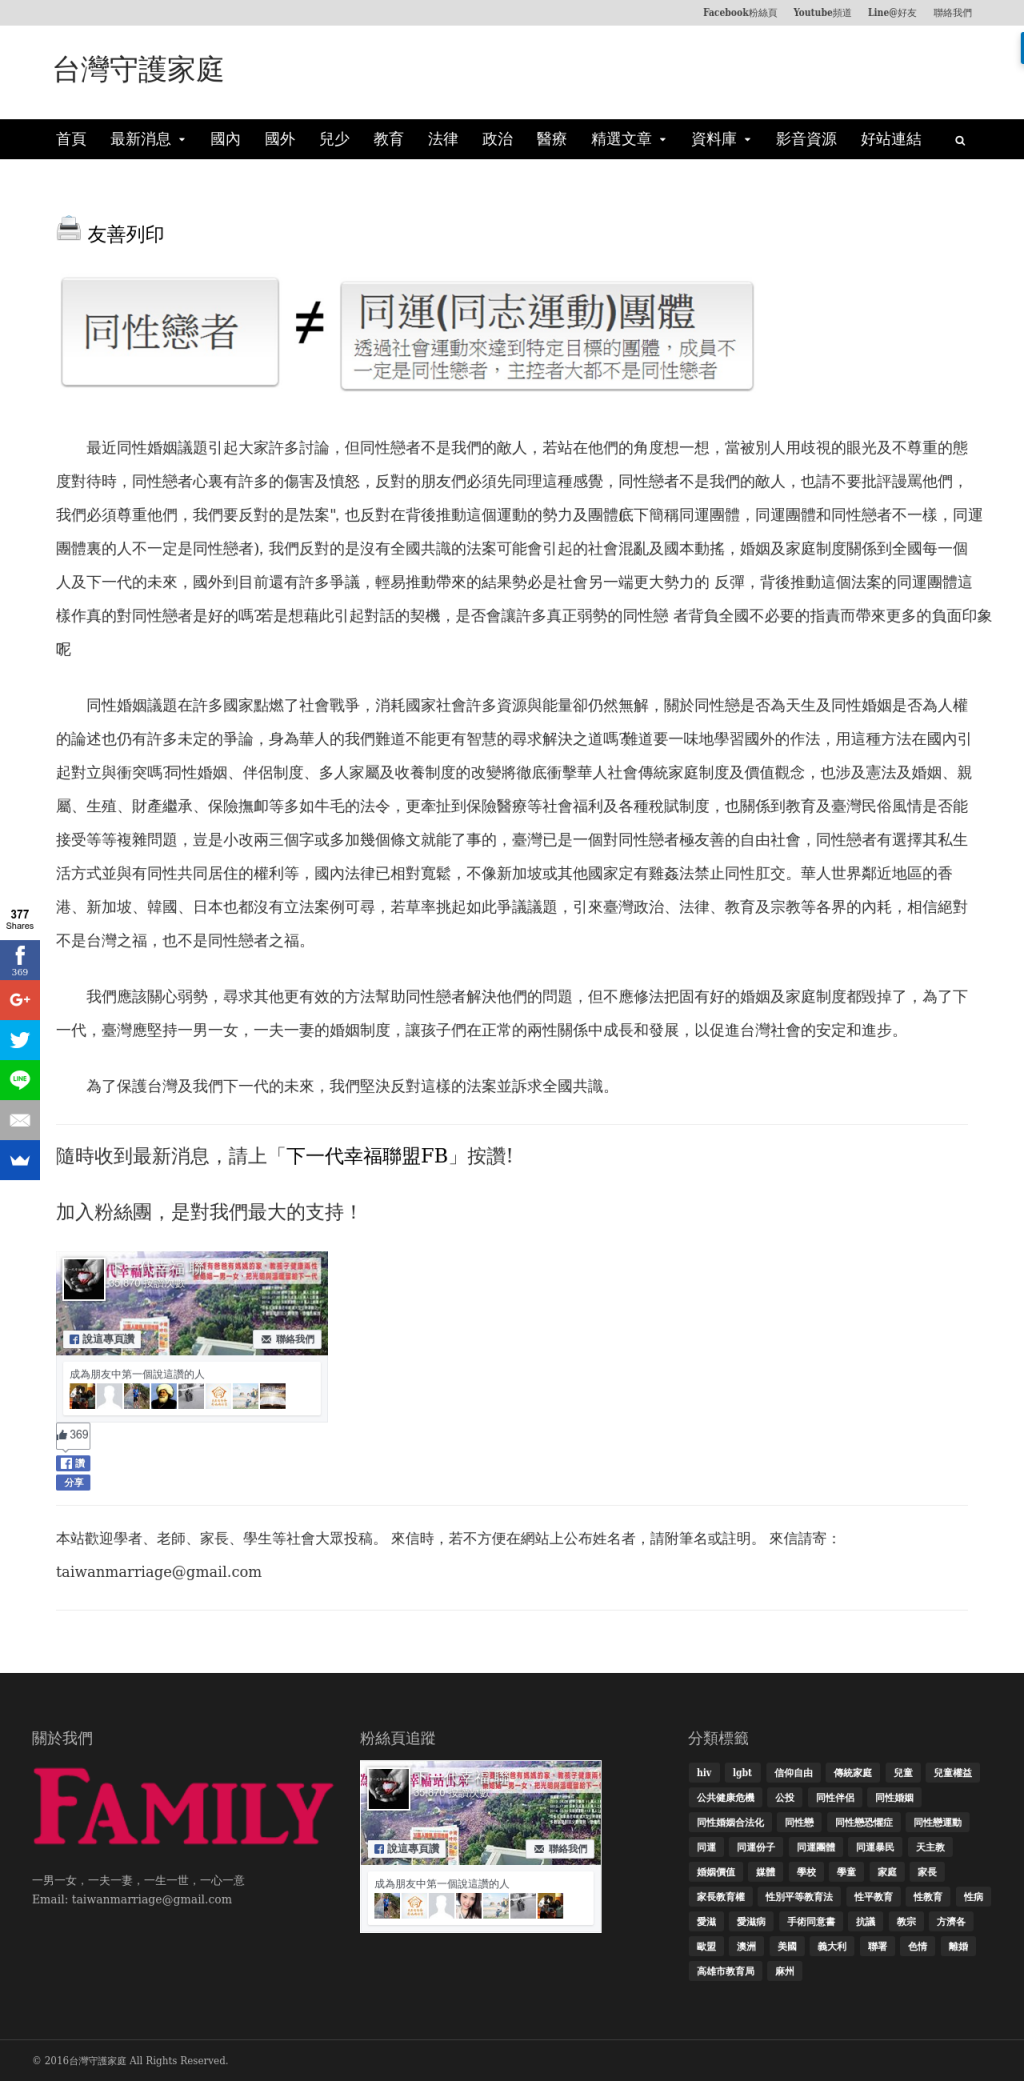 Facebook粉絲頁 Youtube頻道 Line@好友 聯絡我們
台灣守護家庭
首頁 最新消息 國內 國外 兒少 教育 法律 政治 醫療 精選文章 資料庫 影音資源 好站連結
友善列印
同性戀者 ≠ 同運(同志運動)團體
透過社會運動來達到特定目標的團體，成員不
一定是同性戀者，主控者大都不是同性戀者
最近同性婚姻議題引起大家許多討論，但同性戀者不是我們的敵人，若站在他們的角度想一想，當被別人用歧視的眼光及不尊重的態
度對待時，同性戀者心裏有許多的傷害及憤怒，反對的朋友們必須先同理這種感覺，同性戀者不是我們的敵人，也請不要批評謾罵他們，
我們必須尊重他們，我們要反對的是"法案"，也反對在背後推動這個運動的勢力及團體(底下簡稱同運團體，同運團體和同性戀者不一樣，同運
團體裏的人不一定是同性戀者)，我們反對的是沒有全國共識的法案可能會引起的社會混亂及國本動搖，婚姻及家庭制度關係到全國每一個
人及下一代的未來，國外到目前還有許多爭議，輕易推動帶來的結果勢必是社會另一端更大勢力的 反彈，背後推動這個法案的同運團體這
樣作真的對同性戀者是好的嗎?若是想藉此引起對話的契機，是否會讓許多真正弱勢的同性戀 者背負全國不必要的指責而帶來更多的負面印象
呢?
同性婚姻議題在許多國家點燃了社會戰爭，消耗國家社會許多資源與能量卻仍然無解，關於同性戀是否為天生及同性婚姻是否為人權
的論述也仍有許多未定的爭論，身為華人的我們難道不能更有智慧的尋求解決之道嗎?難道要一味地學習國外的作法，用這種方法在國內引
起對立與衝突嗎?同性婚姻、伴侶制度、多人家屬及收養制度的改變將徹底衝擊華人社會傳統家庭制度及價值觀念，也涉及憲法及婚姻、親
屬、生殖、財產繼承、保險撫卹等多如牛毛的法令，更牽扯到保險醫療等社會福利及各種稅賦制度，也關係到教育及臺灣民俗風情是否能
接受等等複雜問題，豈是小改兩三個字或多加幾個條文就能了事的，臺灣已是一個對同性戀者極友善的自由社會，同性戀者有選擇其私生
活方式並與有同性共同居住的權利等，國內法律已相對寬鬆，不像新加坡或其他國家定有雞姦法禁止同性肛交。華人世界鄰近地區的香
港、新加坡、韓國、日本也都沒有立法案例可尋，若草率挑起如此爭議議題，引來臺灣政治、法律、教育及宗教等各界的內耗，相信絕對
不是台灣之福，也不是同性戀者之福。
我們應該關心弱勢，尋求其他更有效的方法幫助同性戀者解決他們的問題，但不應修法把固有好的婚姻及家庭制度都毀掉了，為了下
一代，臺灣應堅持一男一女，一夫一妻的婚姻制度，讓孩子們在正常的兩性關係中成長和發展，以促進台灣社會的安定和進步。
為了保護台灣及我們下一代的未來，我們堅決反對這樣的法案並訴求全國共識。
377
Shares
369
LINE
隨時收到最新消息，請上「下一代幸福聯盟FB」按讚!
加入粉絲團，是對我們最大的支持！
說這專頁讚 聯絡我們
成為朋友中第一個說這讚的人
369
讚
分享
本站歡迎學者、老師、家長、學生等社會大眾投稿。 來信時，若不方便在網站上公布姓名者，請附筆名或註明。 來信請寄：
taiwanmarriage@gmail.com
關於我們
FAMILY
一男一女，一夫一妻，一生一世，一心一意
Email: taiwanmarriage@gmail.com
粉絲頁追蹤
說這專頁讚 聯絡我們
成為朋友中第一個說這讚的人
分類標籤
hiv lgbt 信仰自由 傳統家庭 兒童 兒童權益
公共健康危機 公投 同性伴侶 同性婚姻
同性婚姻合法化 同性戀 同性戀恐懼症 同性戀運動
同運 同運份子 同運團體 同運暴民 天主教
婚姻價值 媒體 學校 學童 家庭 家長
家長教育權 性別平等教育法 性平教育 性教育 性病
愛滋 愛滋病 手術同意書 抗議 教宗 方濟各
歐盟 澳洲 美國 義大利 聯署 色情 離婚
高雄市教育局 麻州
© 2016台灣守護家庭 All Rights Reserved.